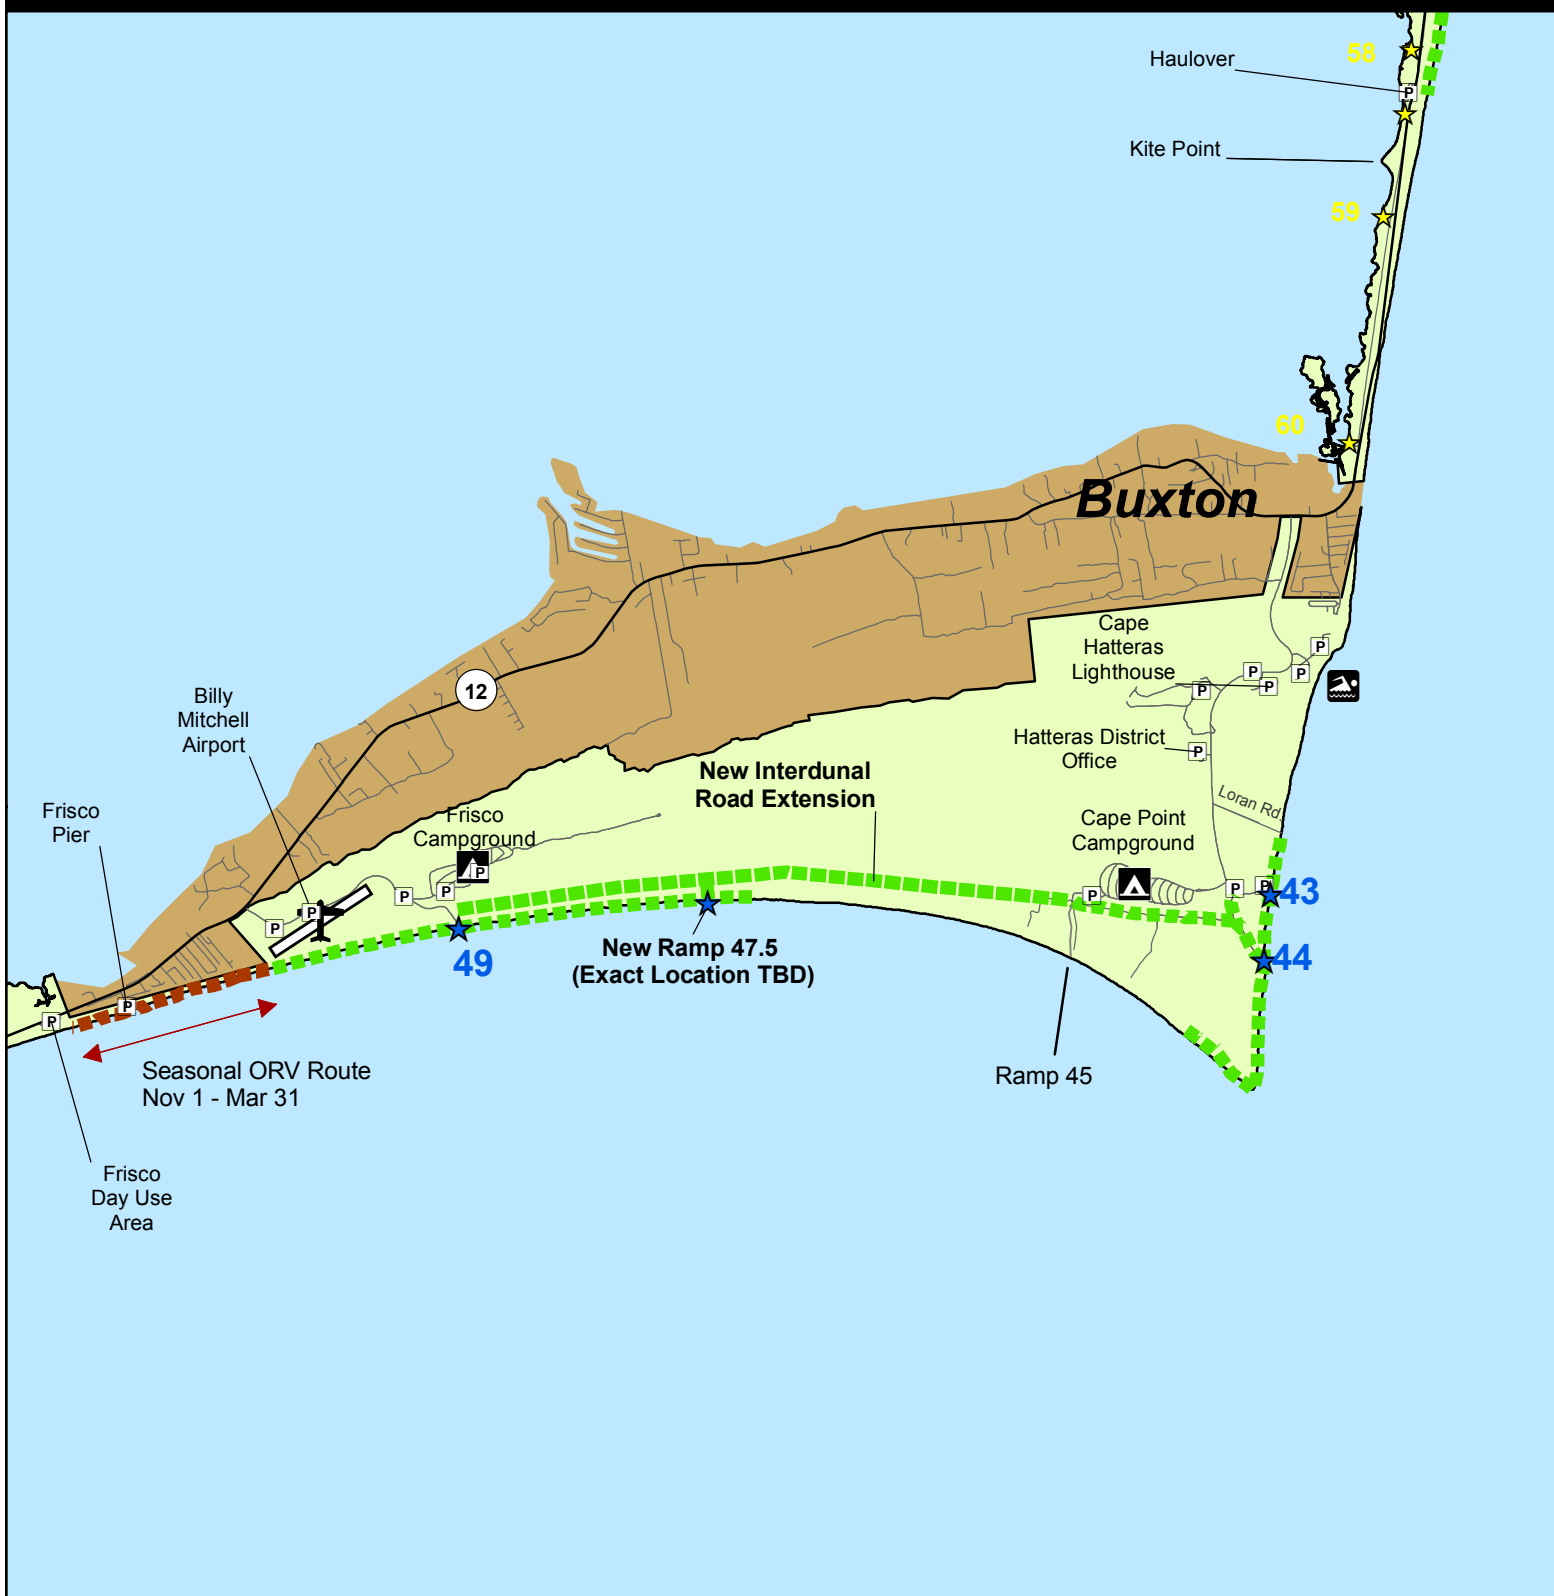 58
Haulover
P
Kite Point
59
60
Buxton
12
Cape
Hatteras
Lighthouse
P
P
P
P
P
Billy
Mitchell
Airport
Hatteras District
Office
P
New Interdunal
Road Extension
Loran Rd.
Frisco
Pier
Frisco
Campground
P
Cape Point
Campground
P
P
P
P
P
P
P
P
43
49
New Ramp 47.5
(Exact Location TBD)
44
P
P
Seasonal ORV Route
Nov 1 - Mar 31
Ramp 45
Frisco
Day Use
Area